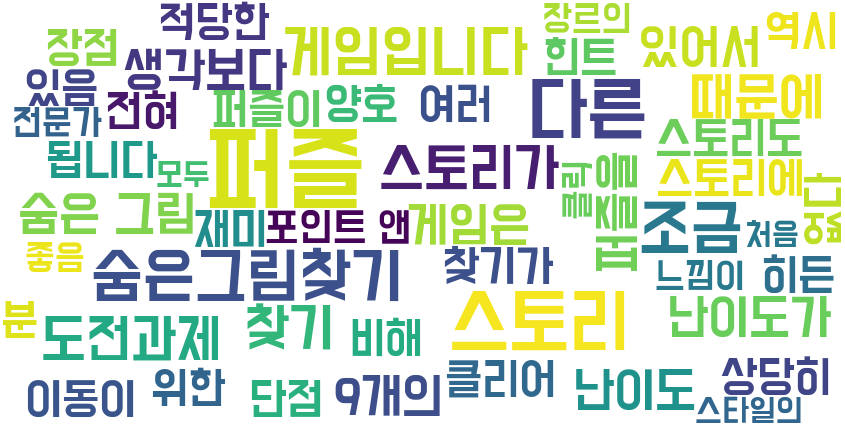 적당한
장르의
역시
장점
게임입니다
힌트
있어서
생각보다
있음
전혀
퍼즐이
양호
여러
다른
때문에
전문가
됩니다
모두
퍼즐
스토리가
클릭
퍼즐을
스토리도
스토리에
없다
숨은 그림
재미
포인트 앤
게임은
조금
처음
좋음
숨은그림찾기
찾기가
느낌이
히든
분
도전과제
찾기
비해
스토리
난이도가
이동이
위한
단점
9개의
클리어
난이도
상당히
스타일의